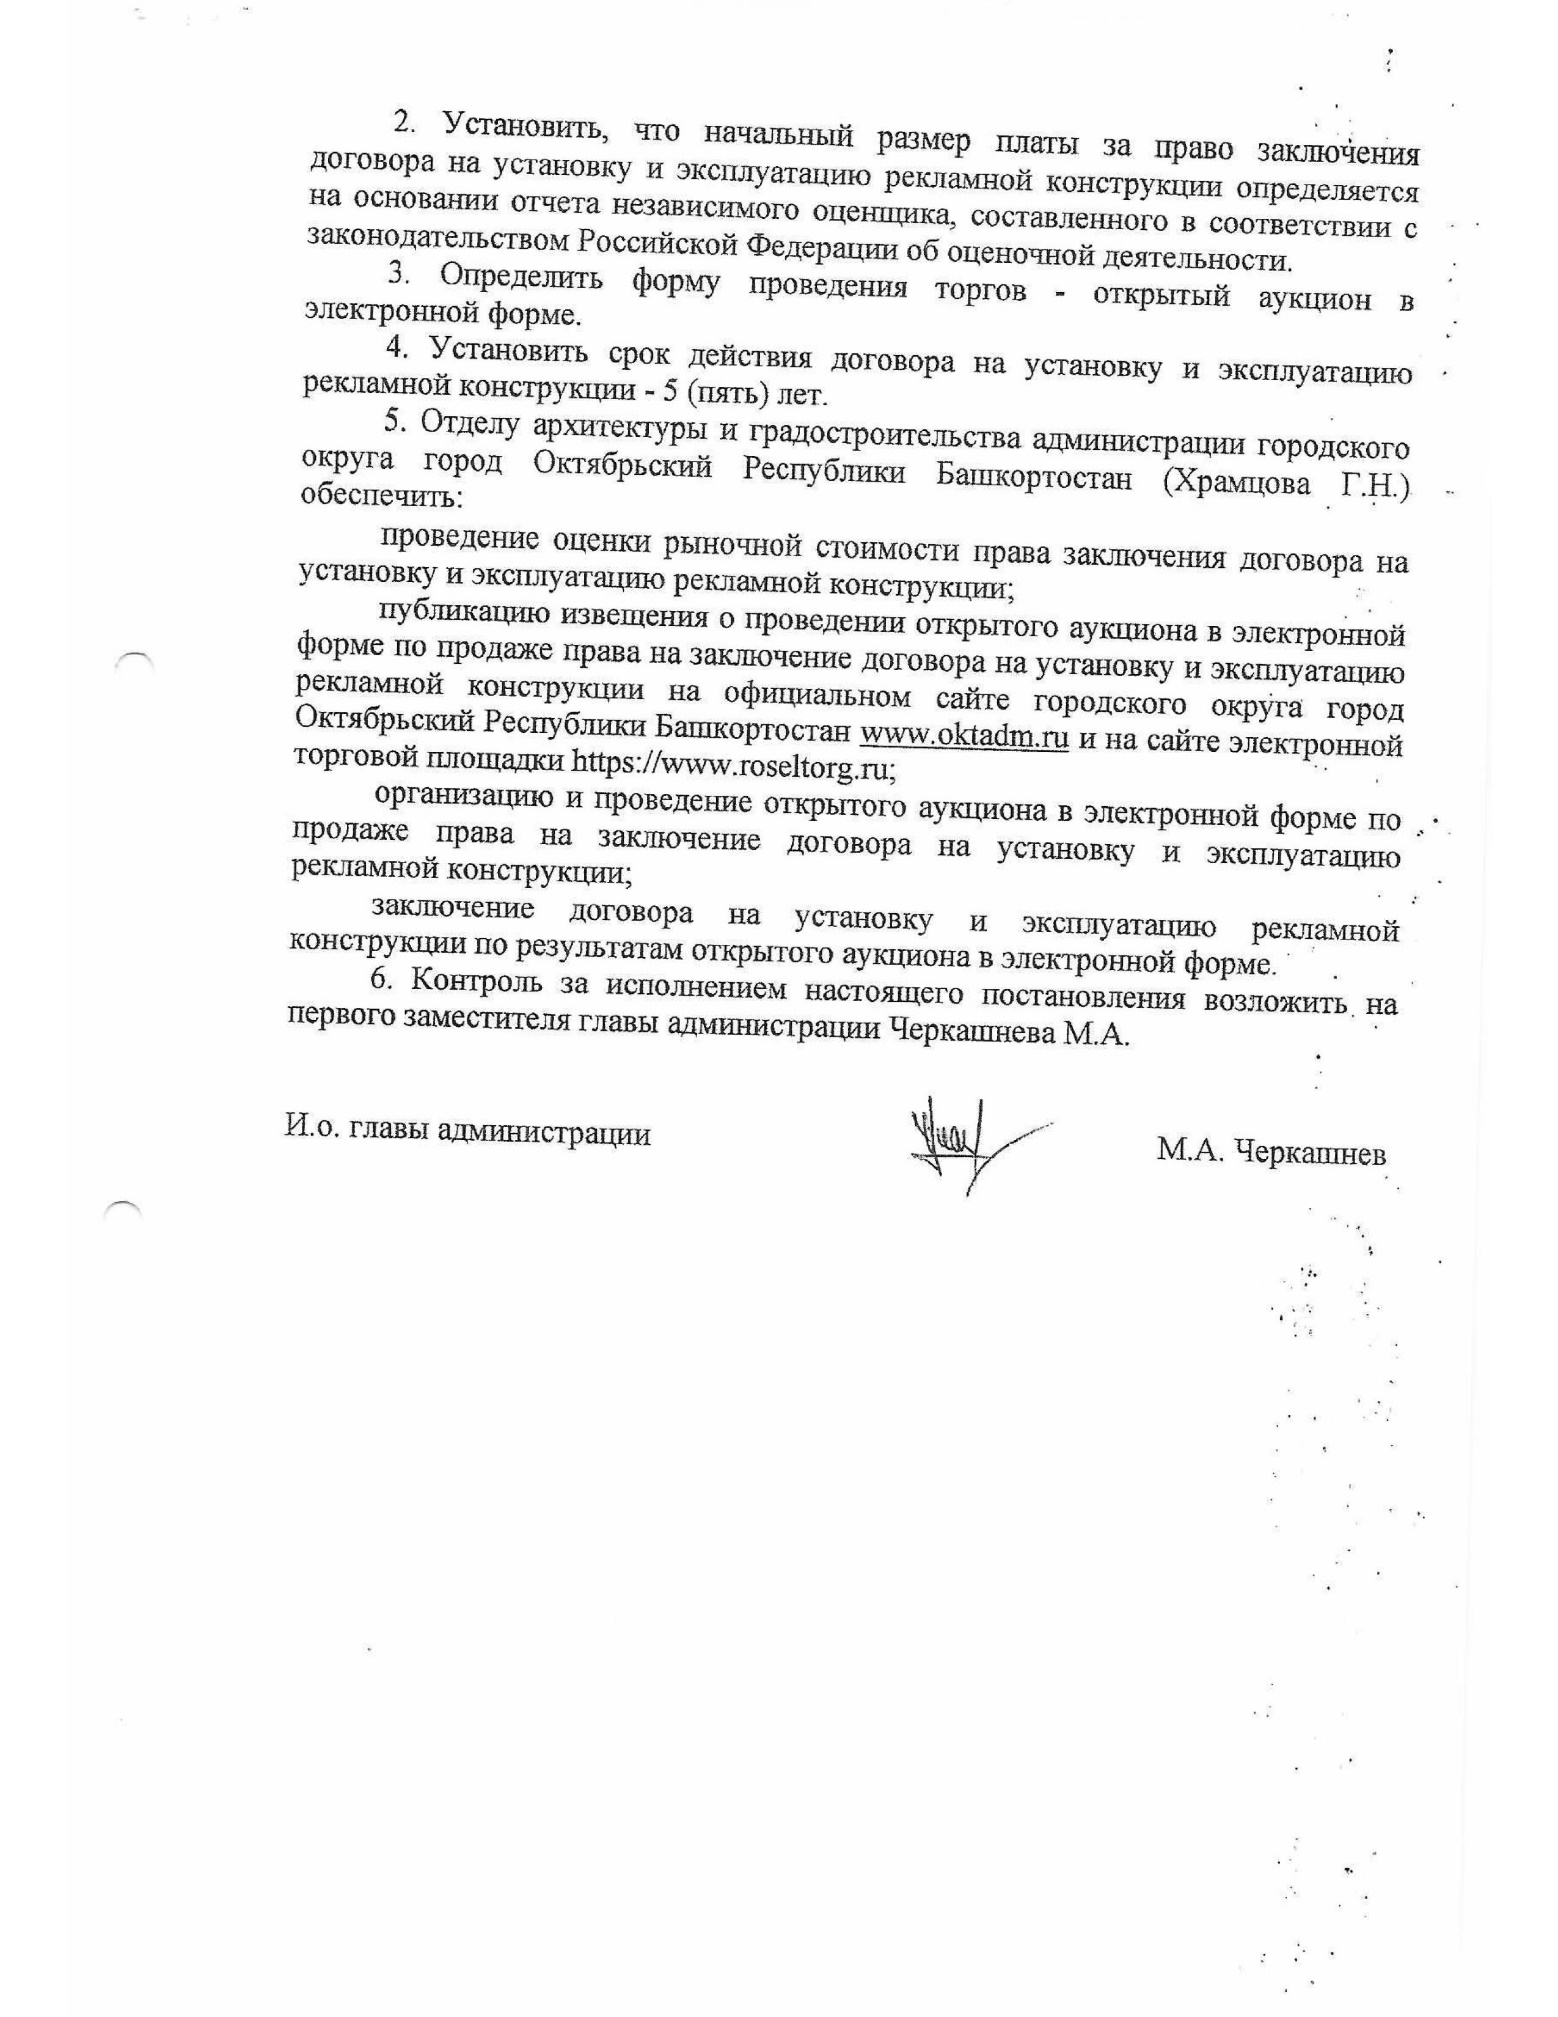 2. Установить, что начальный размер платы за право заключения
договора на установку и эксплуатацию рекламной конструкции определяется
на основании отчета независимого оценщика, составленного в соответствии с
законодательством Российской Федерации об оценочной деятельности.
3. Определить форму проведения торгов - открытый аукцион в
электронной форме.
4. Установить срок действия договора на установку и эксплуатацию
рекламной конструкции - 5 (пять) лет.
5. Отделу архитектуры и градостроительства администрации городского
округа город Октябрьский Республики Башкортостан (Храмцова Г.Н.)
обеспечить:
проведение оценки рыночной стоимости права заключения договора на
установку и эксплуатацию рекламной конструкции;
публикацию извещения о проведении открытого аукциона в электронной
форме по продаже права на заключение договора на установку и эксплуатацию
рекламной конструкции на официальном сайте городского округа город
Октябрьский Республики Башкортостан www.oktadm.ru и на сайте электронной
торговой площадки https://www.roseltorg.ru;
организацию и проведение открытого аукциона в электронной форме по
продаже права на заключение договора на установку и эксплуатацию
рекламной конструкции;
заключение договора на установку и эксплуатацию рекламной
конструкции по результатам открытого аукциона в электронной форме.
6. Контроль за исполнением настоящего постановления возложить на
первого заместителя главы администрации Черкашнева М.А.
И.о. главы администрации
М.А. Черкашнев